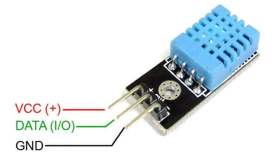 VCC (+)
DATA (I/O)
GND